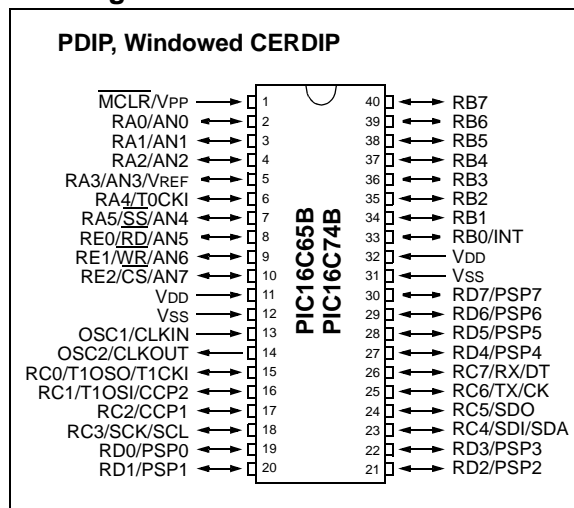 PDIP, Windowed CERDIP
MCLR/VPP 1 40 RB7
RA0/AN0 2 39 RB6
RA1/AN1 3 38 RB5
RA2/AN2 4 37 RB4
RA3/AN3/VREF 5 36 RB3
RA4/T0CKI 6 35 RB2
RA5/SS/AN4 7 34 RB1
RE0/RD/AN5 8 33 RB0/INT
RE1/WR/AN6 9 32 VDD
RE2/CS/AN7 10 31 VSS
VDD 11 30 RD7/PSP7
VSS 12 29 RD6/PSP6
OSC1/CLKIN 13 28 RD5/PSP5
OSC2/CLKOUT 14 27 RD4/PSP4
RC0/T1OSO/T1CKI 15 26 RC7/RX/DT
RC1/T1OSI/CCP2 16 25 RC6/TX/CK
RC2/CCP1 17 24 RC5/SDO
RC3/SCK/SCL 18 23 RC4/SDI/SDA
RD0/PSP0 19 22 RD3/PSP3
RD1/PSP1 20 21 RD2/PSP2
PIC16C65B
PIC16C74B